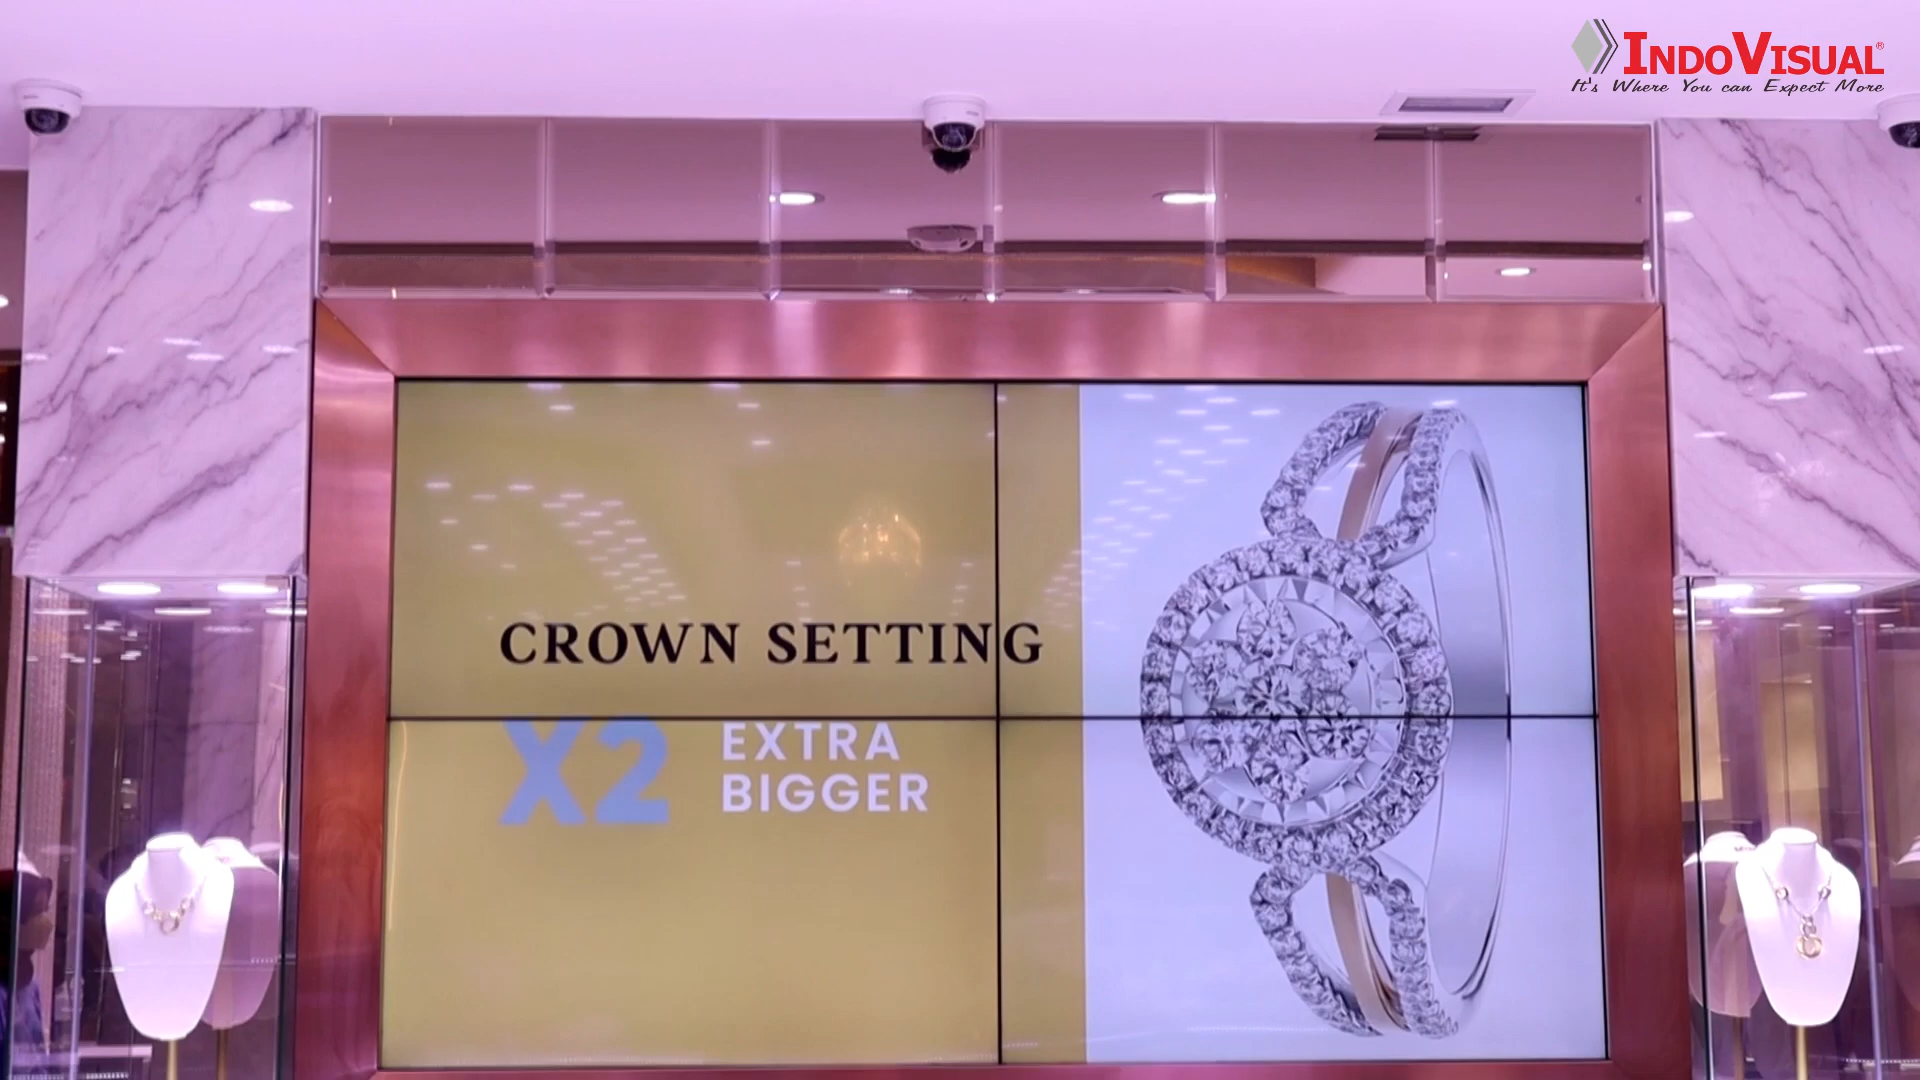 INDOVISUAL®
It's Where You can Expect More
CROWN SETTING
X2 EXTRA
BIGGER